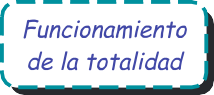 Funcionamiento
de la totalidad